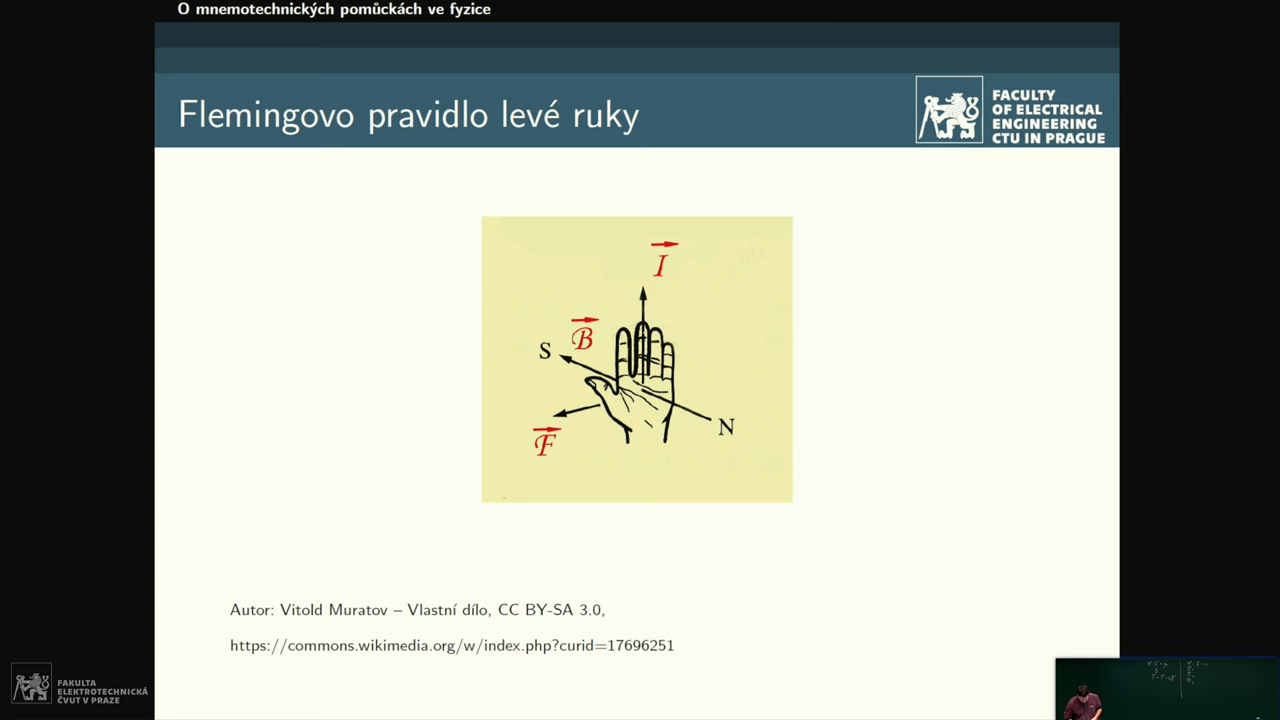 O mnemotechnických pomůckách ve fyzice
Flemingovo pravidlo levé ruky
FACULTY
OF ELECTRICAL
ENGINEERING
CTU IN PRAGUE
I
B
S
N
F
Autor: Vitold Muratov – Vlastní dílo, CC BY-SA 3.0,
https://commons.wikimedia.org/w/index.php?curid=17696251
FAKULTA
ELEKTROTECHNICKÁ
ČVUT V PRAZE